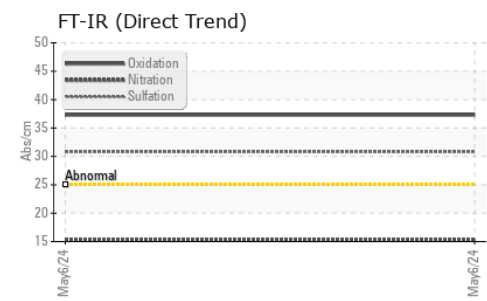 FT-IR (Direct Trend)
50
45
40
35
30
25
20
15
Abs/cm
Oxidation
Nitration
Sulfation
Abnormal
May6/24
May6/24